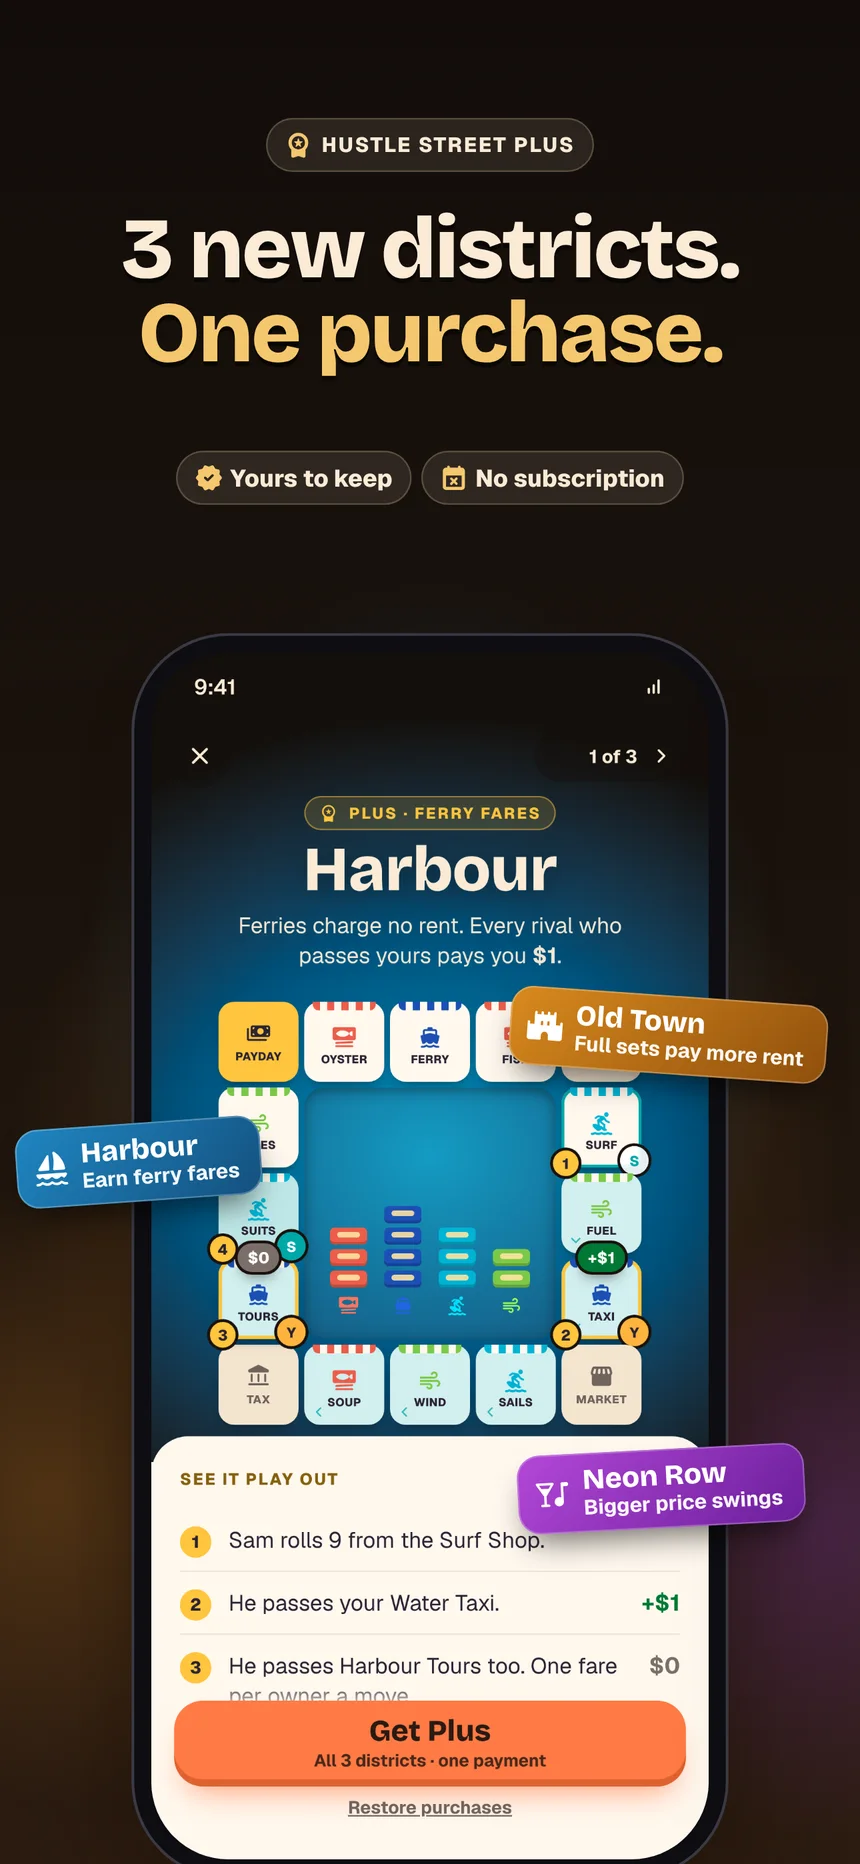 HUSTLE STREET PLUS
3 new districts.
One purchase.
Yours to keep
No subscription
9:41
1 of 3
PLUS · FERRY FARES
Harbour
Ferries charge no rent. Every rival who
passes yours pays you $1.
Old Town
Full sets pay more rent
PAYDAY
OYSTER
FERRY
Harbour
Earn ferry fares
SURF
1
S
SUITS
FUEL
4
$0
S
+$1
TOURS
TAXI
3
Y
2
Y
TAX
SOUP
WIND
SAILS
MARKET
Neon Row
Bigger price swings
SEE IT PLAY OUT
1 Sam rolls 9 from the Surf Shop.
2 He passes your Water Taxi. +$1
3 He passes Harbour Tours too. One fare $0
per owner a move
Get Plus
All 3 districts · one payment
Restore purchases